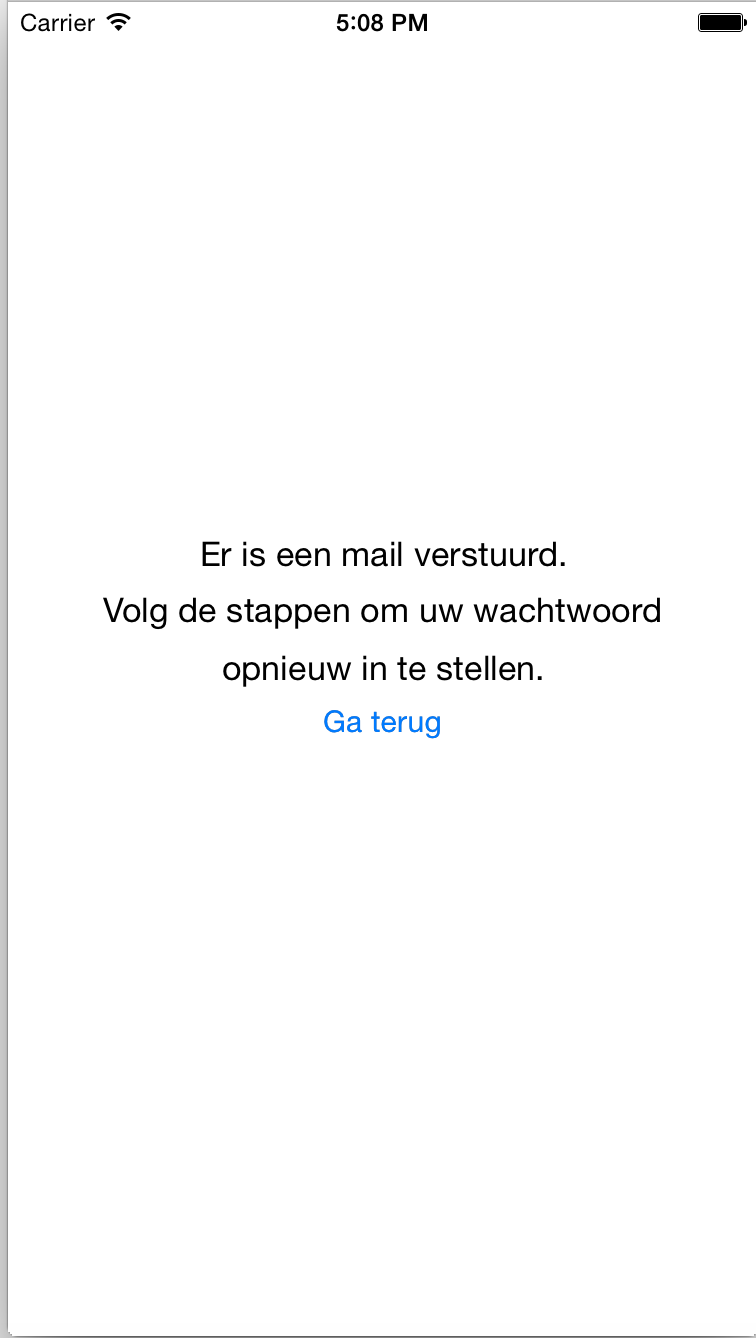 Carrier 5:08 PM
Er is een mail verstuurd.
Volg de stappen om uw wachtwoord
opnieuw in te stellen.
Ga terug